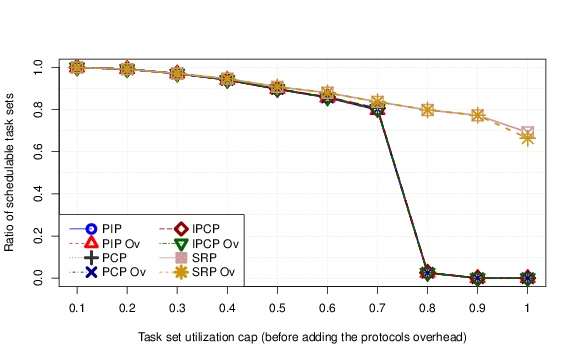 Ratio of schedulable task sets
1.0
0.8
0.6
0.4
0.2
0.0
PIP
PIP Ov
PCP
PCP Ov
IPCP
IPCP Ov
SRP
SRP Ov
0.1 0.2 0.3 0.4 0.5 0.6 0.7 0.8 0.9 1
Task set utilization cap (before adding the protocols overhead)